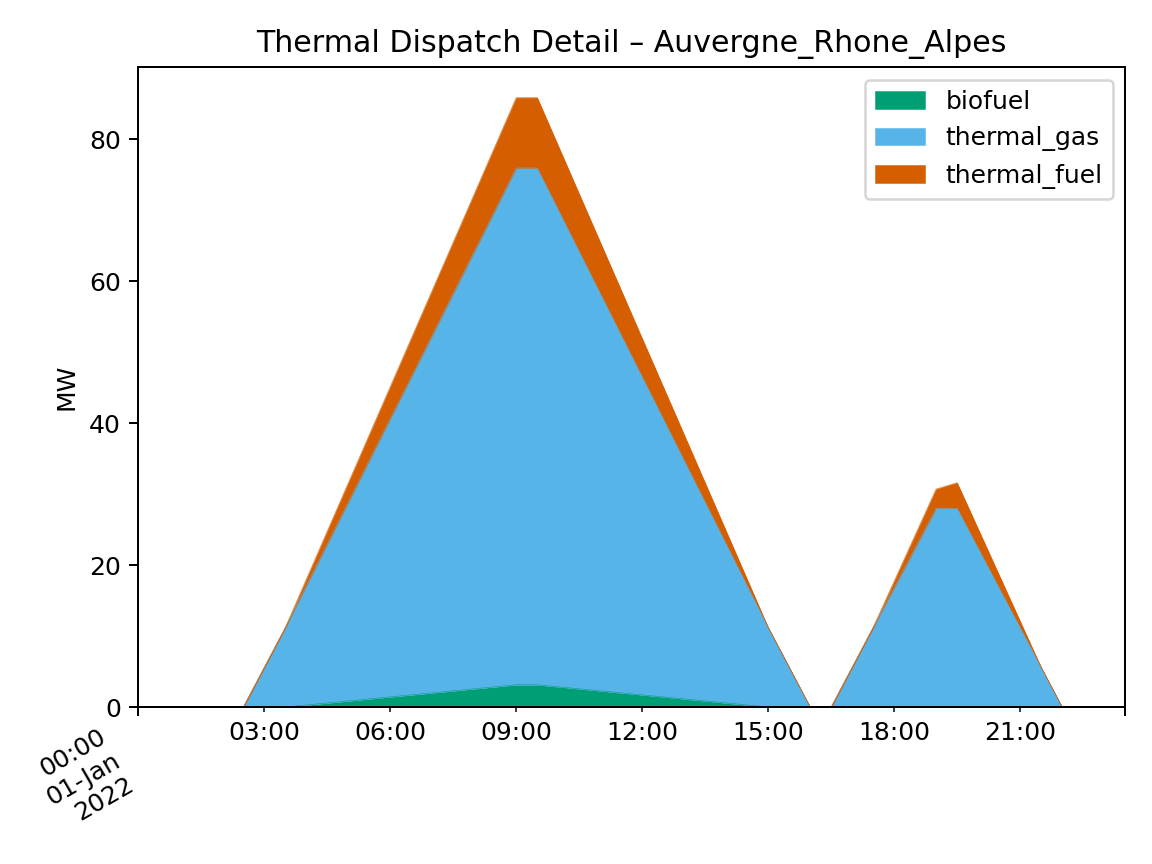 Thermal Dispatch Detail – Auvergne_Rhone_Alpes
biofuel
thermal_gas
thermal_fuel
80
60
40
20
0
MW
00:00
01-Jan
2022
03:00 06:00 09:00 12:00 15:00 18:00 21:00